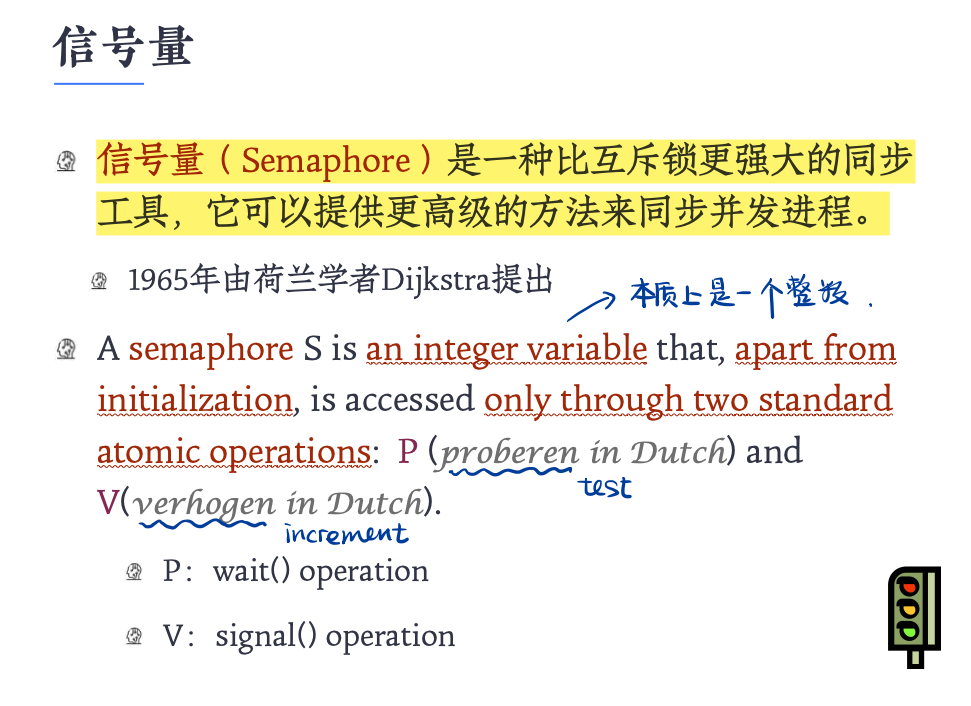 信号量
信号量（Semaphore）是一种比互斥锁更强大的同步
工具，它可以提供更高级的方法来同步并发进程。
1965年由荷兰学者Dijkstra提出
本质上是一个整数.
A semaphore S is an integer variable that, apart from
initialization, is accessed only through two standard
atomic operations: P (proberen in Dutch) and
test
V(verhogen in Dutch).
increment
P： wait() operation
V： signal() operation